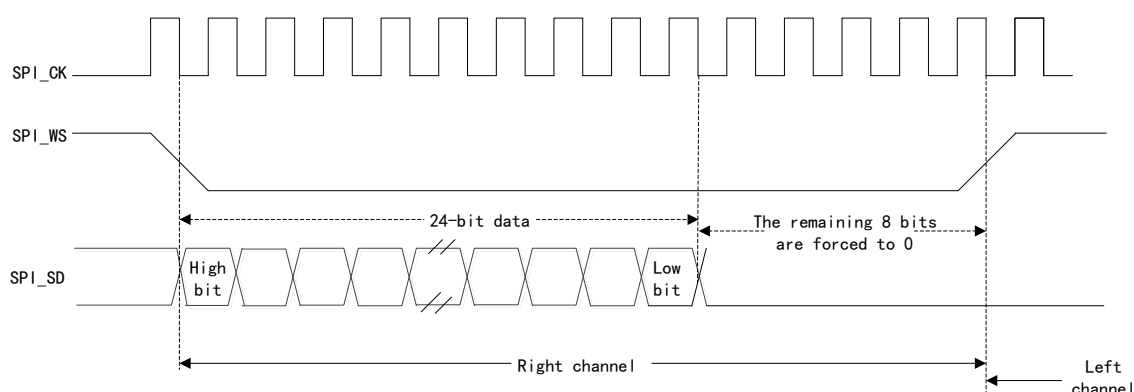 SPI_CK
SPI_WS
24-bit data
The remaining 8 bits
are forced to 0
SPI_SD
High
bit
Low
bit
Right channel
Left
channel